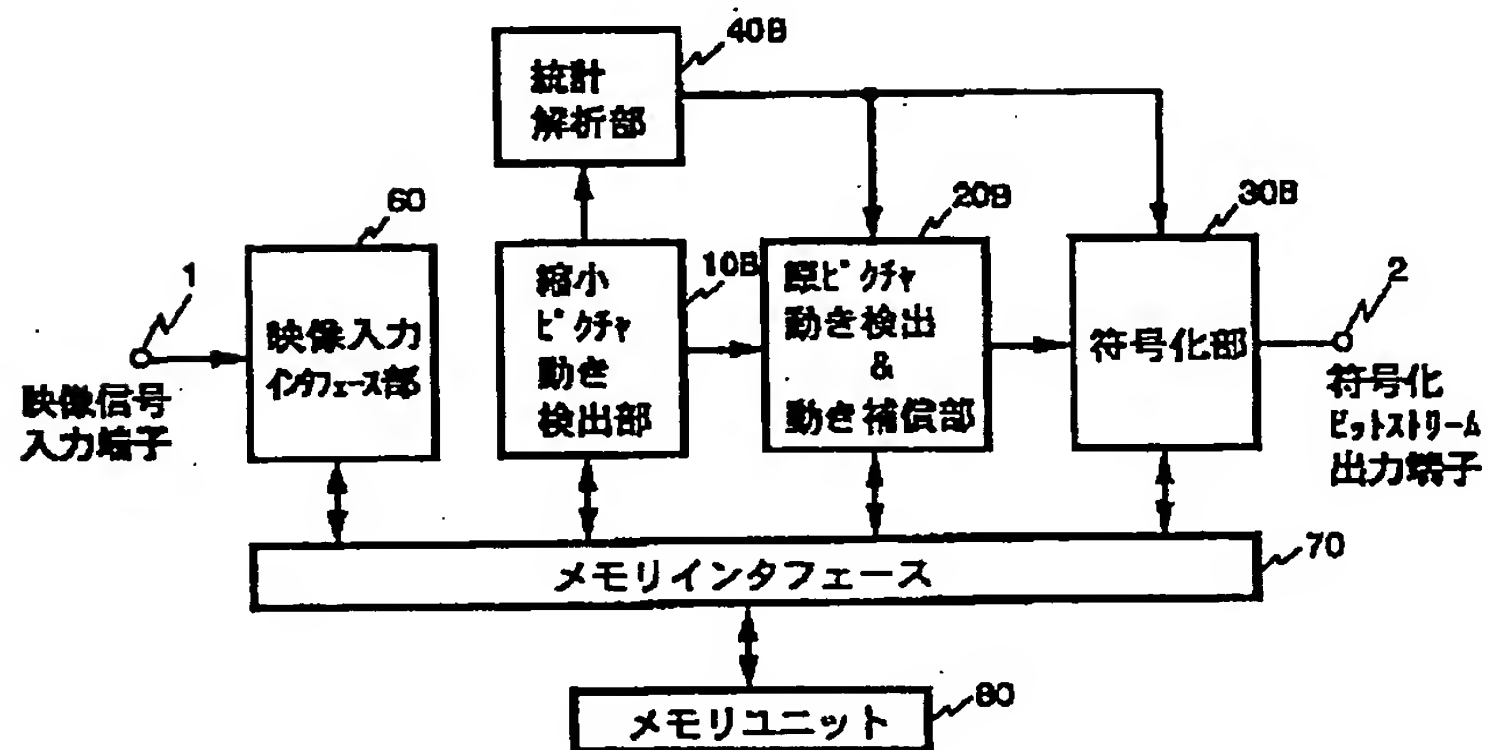 40B
統計
解析部
60
20B
30B
1
映像入力
インタフェース部
映像信号
入力端子
縮小
ピクチャ
動き
検出部
10B
原ピクチャ
動き検出
&
動き補償部
符号化部
2
符号化
ビットストリーム
出力端子
メモリインタフェース
70
メモリユニット
80